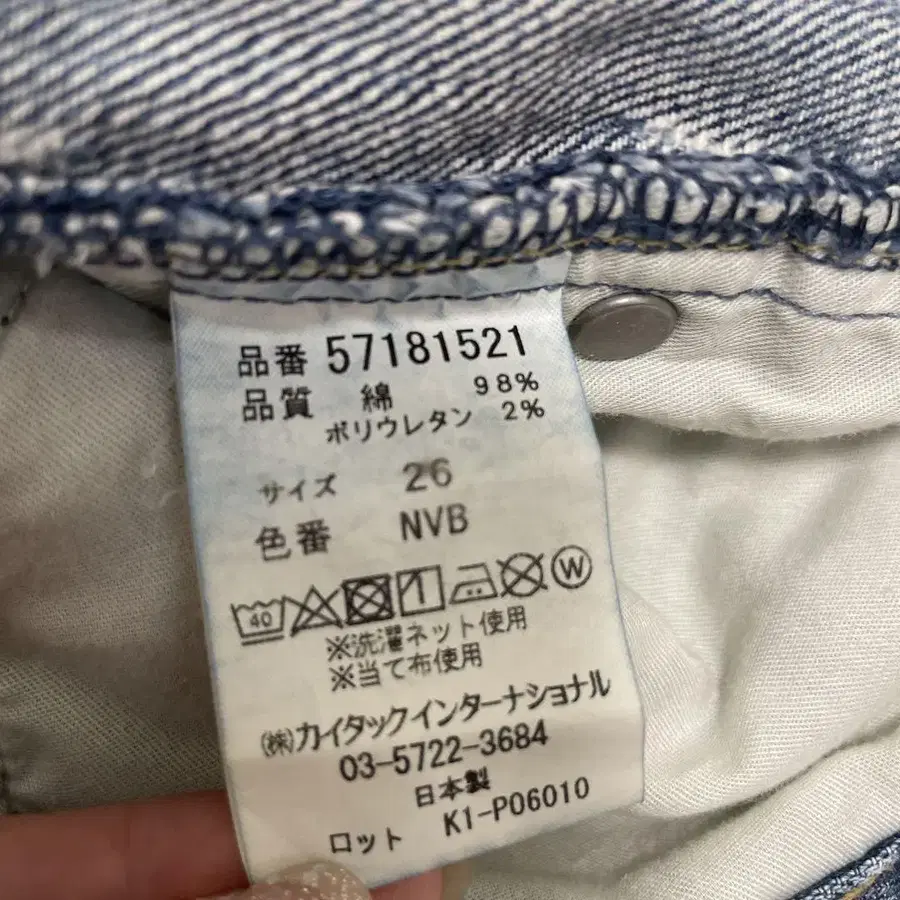 品番 57181521
品質 綿 98%
ポリウレタン 2%
サイズ 26
色番 NVB
40 W
※洗濯ネット使用
※当て布使用
(株)カイタックインターナショナル
03-5722-3684
日本製
ロット K1-P06010